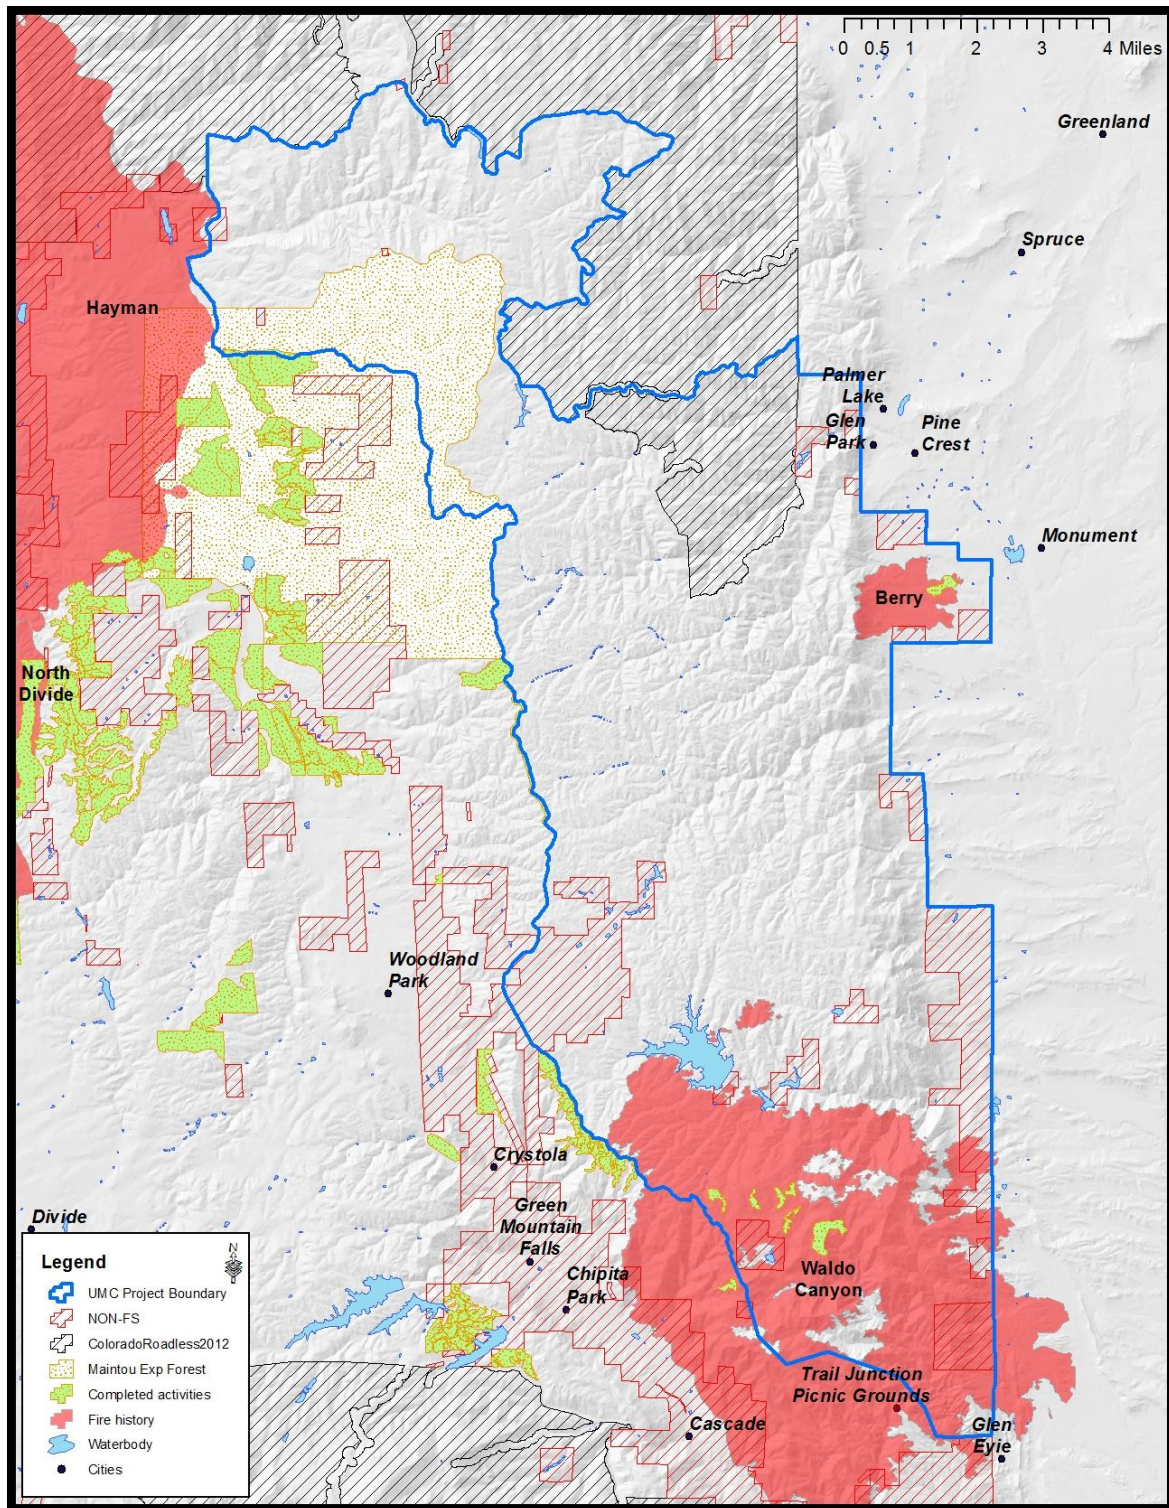 0 0.5 1 2 3 4 Miles
Greenland
Spruce
Hayman
Palmer
Lake
Glen
Park
Pine
Crest
Monument
Berry
North
Divide
Woodland
Park
Crystola
Green
Mountain
Falls
Chipita
Park
Waldo
Canyon
Divide
Trail Junction
Picnic Grounds
Cascade
Glen
Eyie
Legend
N
UMC Project Boundary
NON-FS
ColoradoRoadless2012
Maintou Exp Forest
Completed activities
Fire history
Waterbody
Cities